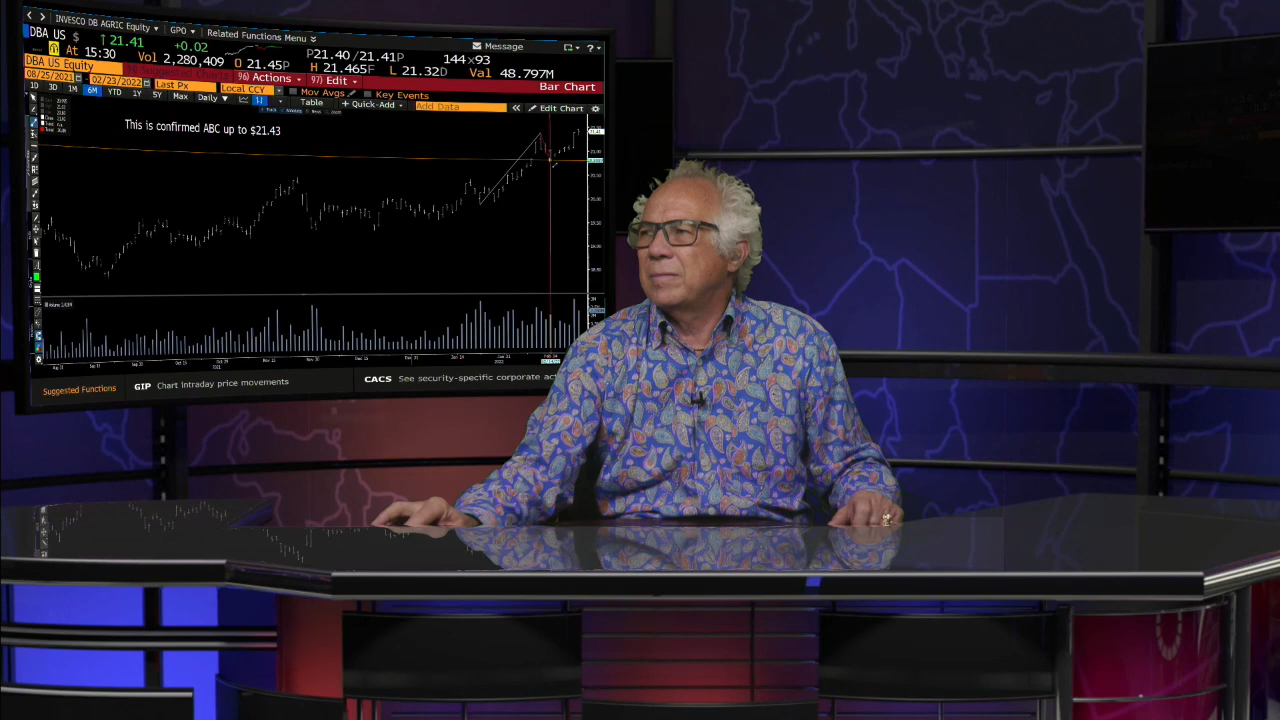 INVESCO DB AGRIC Equity GPO Related Functions Menu
DBA US $ ↑21.41 +0.02 P21.40/21.41P 144x93 Message
At 15:30 Vol 2,280,409 O 21.45P H 21.465F L 21.32D Val 48.797M
DBA US Equity 96) Actions 97) Edit Bar Chart
08/25/2021 - 02/23/2022 Last Px Local CCY Mov Avgs Key Events
1D 3D 1M 6M YTD 1Y 5Y Max Daily Table + Quick-Add Add Data « Edit Chart
This is confirmed ABC up to $21.43
Suggested Functions GIP Chart intraday price movements CACS See security-specific corporate act